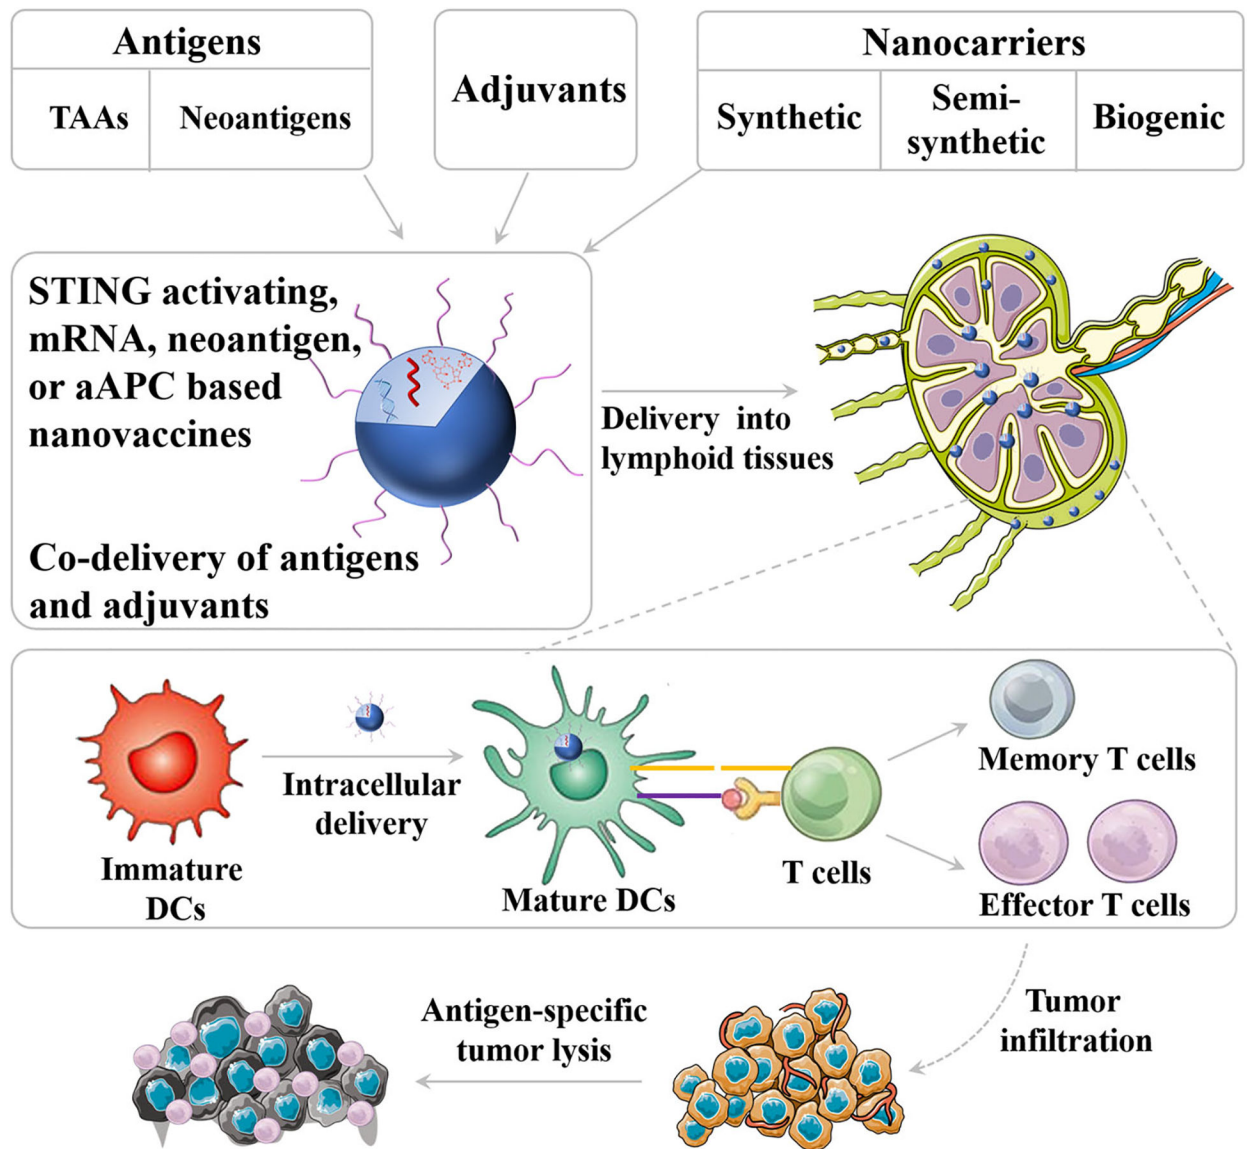 Antigens
TAAs
Neoantigens
Adjuvants
Nanocarriers
Synthetic
Semi-
synthetic
Biogenic
STING activating,
mRNA, neoantigen,
or aAPC based
nanovaccines
Co-delivery of antigens
and adjuvants
Delivery into
lymphoid tissues
Immature
DCs
Intracellular
delivery
Mature DCs
T cells
Memory T cells
Effector T cells
Tumor
infiltration
Antigen-specific
tumor lysis